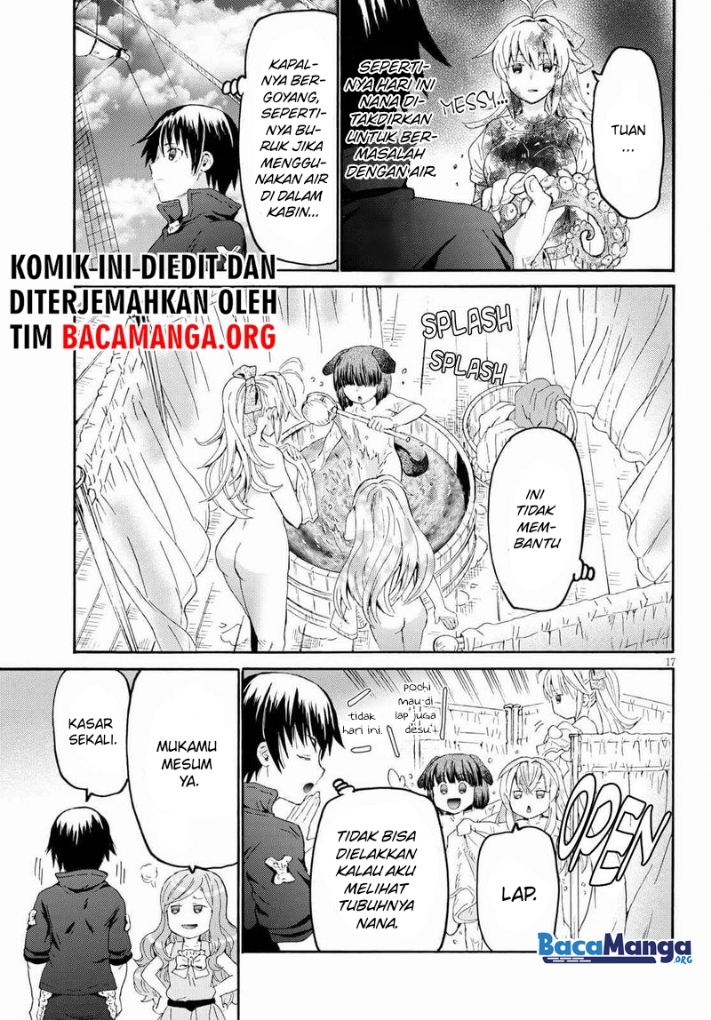 TUAN
...
MESSY...
SEPERTI-
NYA HARI INI
NANA DI-
TAKDIRKAN
UNTUK BER-
MASALAH
DENGAN AIR.
KAPAL-
NYA BER-
GOYANG,
SEPERTI-
NYA BU-
RUK JIKA
MENGGU-
NAKAN AIR
DI DALAM
KABIN...
KOMIK INI DIEDIT DAN
DITERJEMAHKAN OLEH
TIM BACAMANGA.ORG
SPLASH
SPLASH
INI
TIDAK
MEM-
BANTU
17
OPEN
pochi
mau di
lap juga
desu
tidak
hari ini.
LAP.
TIDAK BISA
DIELAKKAN
KALAU AKU
MELIHAT
TUBUHNYA
NANA.
MUKAMU
MESUM
YA.
KASAR
SEKALI.
BACAMANGA
.ORG